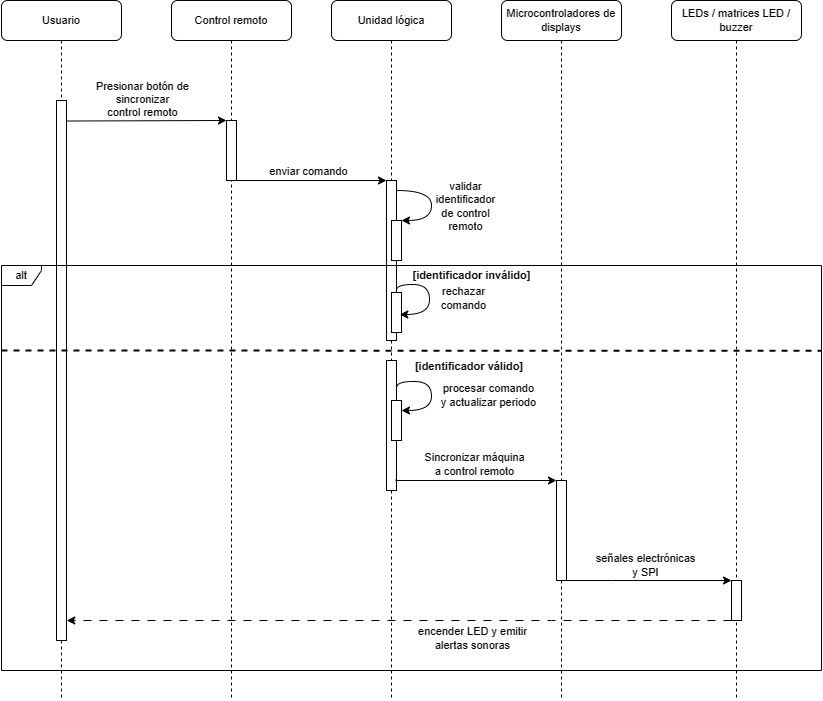 Usuario
Control remoto
Unidad lógica
Microcontroladores de
displays
LEDs / matrices LED /
buzzer
Presionar botón de
sincronizar
control remoto
enviar comando
validar
identificador
de control
remoto
alt
[identificador inválido]
rechazar
comando
[identificador válido]
procesar comando
y actualizar periodo
Sincronizar máquina
a control remoto
señales electrónicas
y SPI
encender LED y emitir
alertas sonoras